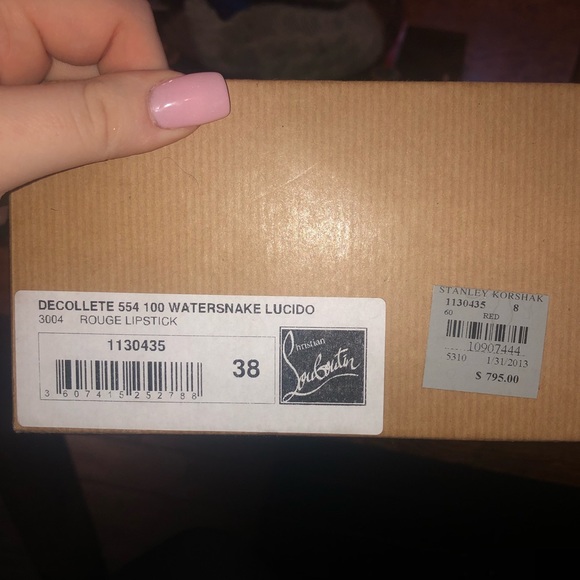 DECOLLETE 554 100 WATERSNAKE LUCIDO
3004 ROUGE LIPSTICK
1130435
38
3 607415 252788
Christian
Louboutin
STANLEY KORSHAK
1130435 8
60 RED
10907444
5310 1/31/2013
$ 795.00